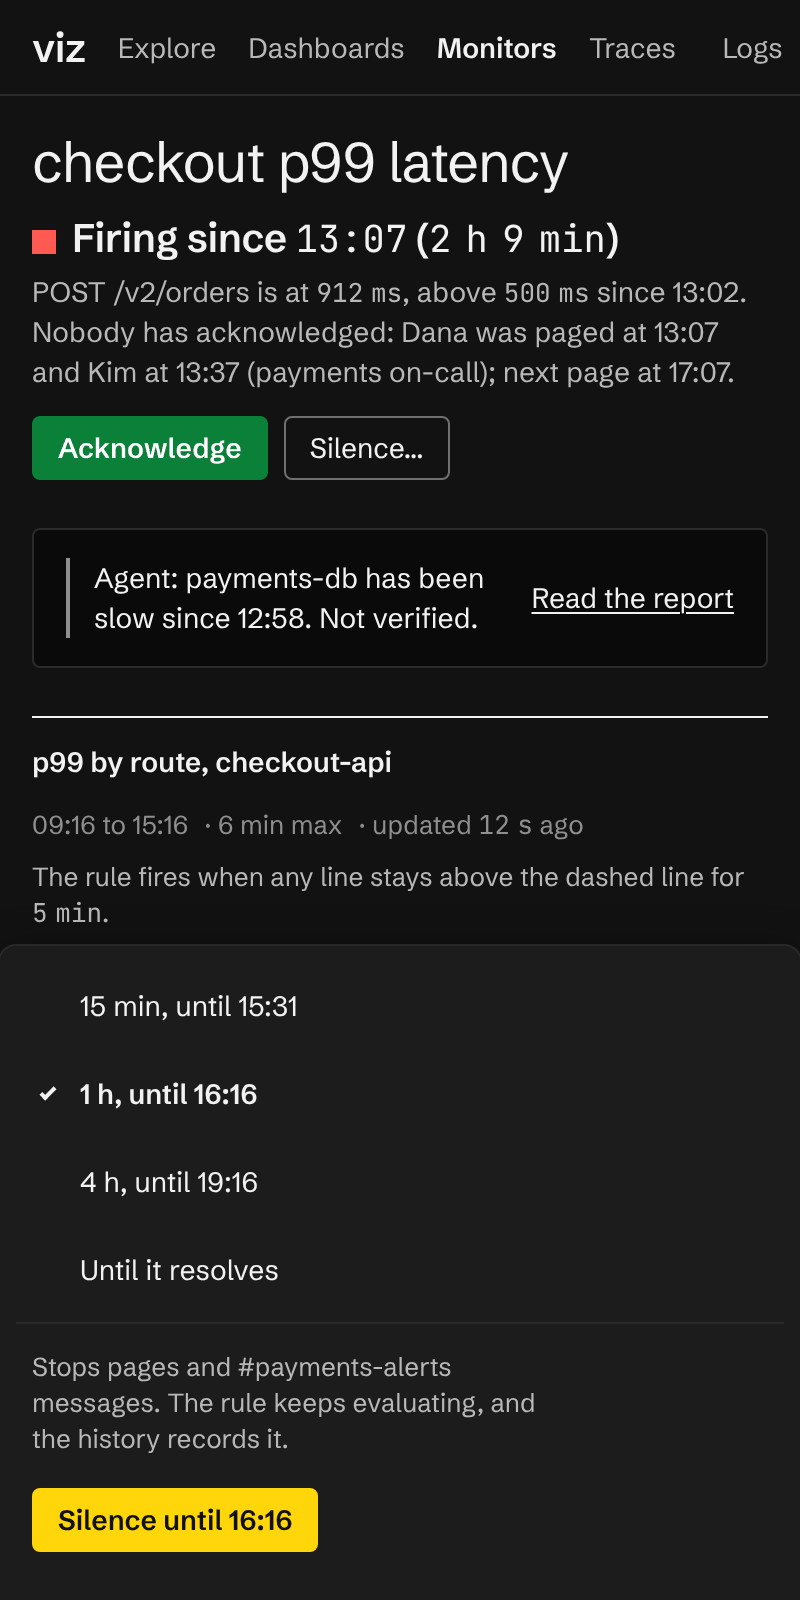 viz Explore Dashboards Monitors Traces Logs
checkout p99 latency
Firing since 13:07 (2 h 9 min)
POST /v2/orders is at 912 ms, above 500 ms since 13:02.
Nobody has acknowledged: Dana was paged at 13:07
and Kim at 13:37 (payments on-call); next page at 17:07.
Acknowledge Silence…
Agent: payments-db has been
slow since 12:58. Not verified.
Read the report
p99 by route, checkout-api
09:16 to 15:16 · 6 min max · updated 12 s ago
The rule fires when any line stays above the dashed line for
5 min.
15 min, until 15:31
1 h, until 16:16
4 h, until 19:16
Until it resolves
Stops pages and #payments-alerts
messages. The rule keeps evaluating, and
the history records it.
Silence until 16:16